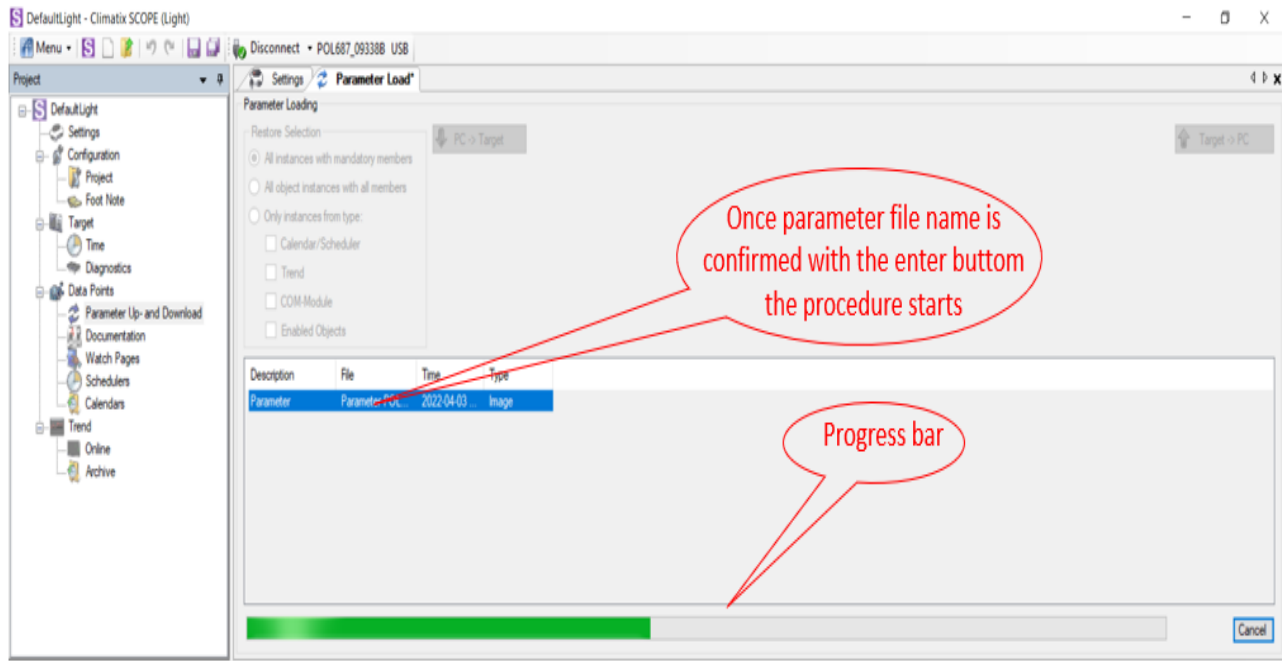 DefaultLight - Climatix SCOPE (Light)
Menu
Disconnect POL687_09338B USB
Project
Settings
Parameter Load*
DefaultLight
Settings
Configuration
Project
Foot Note
Target
Time
Diagnostics
Data Points
Parameter Up- and Download
Documentation
Watch Pages
Schedulers
Calendars
Trend
Online
Archive
Parameter Loading
Restore Selection
All instances with mandatory members
All object instances with all members
Only instances from type:
Calendar/Scheduler
Trend
COM-Module
Enabled Objects
PC -> Target
Target -> PC
Once parameter file name is
confirmed with the enter buttom
the procedure starts
Description File Time Type
Parameter Parameter POL... 2022-04-03 ... Image
Progress bar
Cancel